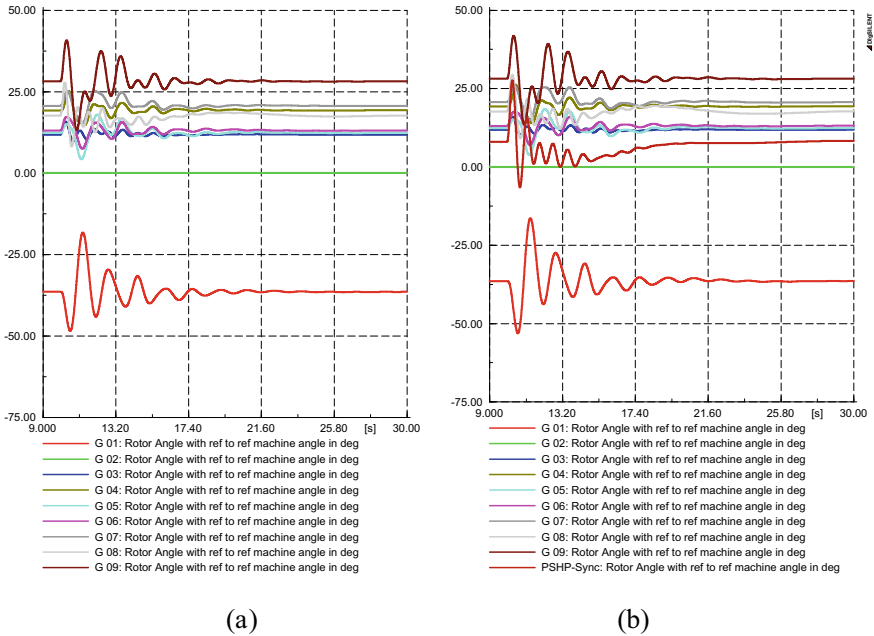 50.00
25.00
0.00
-25.00
-50.00
-75.00
9.000 13.20 17.40 21.60 25.80 [s] 30.00
G 01: Rotor Angle with ref to ref machine angle in deg
G 02: Rotor Angle with ref to ref machine angle in deg
G 03: Rotor Angle with ref to ref machine angle in deg
G 04: Rotor Angle with ref to ref machine angle in deg
G 05: Rotor Angle with ref to ref machine angle in deg
G 06: Rotor Angle with ref to ref machine angle in deg
G 07: Rotor Angle with ref to ref machine angle in deg
G 08: Rotor Angle with ref to ref machine angle in deg
G 09: Rotor Angle with ref to ref machine angle in deg
(a)
50.00
25.00
0.00
-25.00
-50.00
-75.00
9.000 13.20 17.40 21.60 25.80 [s] 30.00
G 01: Rotor Angle with ref to ref machine angle in deg
G 02: Rotor Angle with ref to ref machine angle in deg
G 03: Rotor Angle with ref to ref machine angle in deg
G 04: Rotor Angle with ref to ref machine angle in deg
G 05: Rotor Angle with ref to ref machine angle in deg
G 06: Rotor Angle with ref to ref machine angle in deg
G 07: Rotor Angle with ref to ref machine angle in deg
G 08: Rotor Angle with ref to ref machine angle in deg
G 09: Rotor Angle with ref to ref machine angle in deg
PSHP-Sync: Rotor Angle with ref to ref machine angle in deg
(b)
DIgSILENT